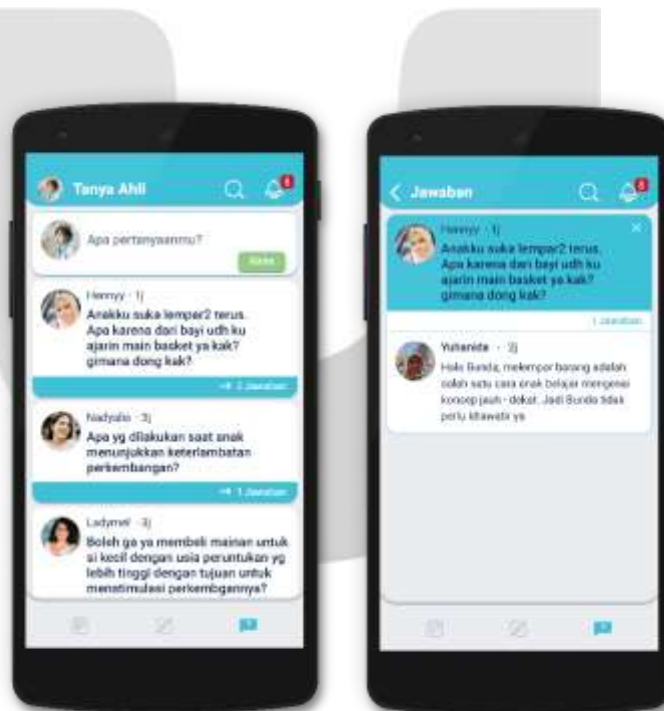 Tanya Ahli
8
Apa pertanyaanmu?
Hennyy · 1j
Anakku suka lempar2 terus.
Apa karena dari bayi udh ku
ajarin main basket ya kak?
gimana dong kak?
Jawaban
Nadyalia · 3j
Apa yg dilakukan saat anak
menunjukkan keterlambatan
perkembangan?
1 Jawaban
Ladymel · 3j
Boleh ga ya membeli mainan untuk
si kecil dengan usia peruntukan yg
lebih tinggi dengan tujuan untuk
menstimulasi perkembgannya?
Jawaban
8
Hennyy · 1j
Anakku suka lempar2 terus.
Apa karena dari bayi udh ku
ajarin main basket ya kak?
gimana dong kak?
1 Jawaban
Yulianida · 2j
Halo Bunda, melempar barang adalah
salah satu cara anak belajar mengenai
konsep jauh - dekat. Jadi Bunda tidak
perlu khawatir ya